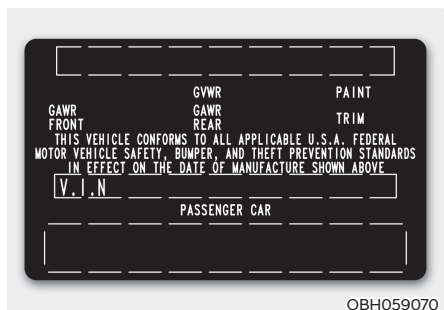 GVWR PAINT
GAWR GAWR
FRONT REAR TRIM
THIS VEHICLE CONFORMS TO ALL APPLICABLE U.S.A. FEDERAL
MOTOR VEHICLE SAFETY, BUMPER, AND THEFT PREVENTION STANDARDS
IN EFFECT ON THE DATE OF MANUFACTURE SHOWN ABOVE
V.I.N
PASSENGER CAR
OBH059070